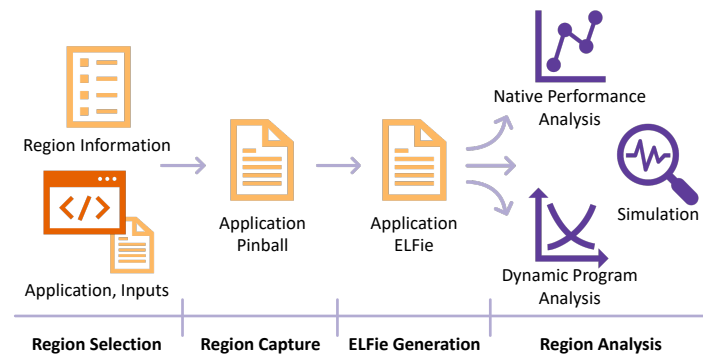 Region Information
</>
Application, Inputs
Application
Pinball
Application
ELFie
Native Performance
Analysis
Simulation
Dynamic Program
Analysis
Region Selection
Region Capture
ELFie Generation
Region Analysis